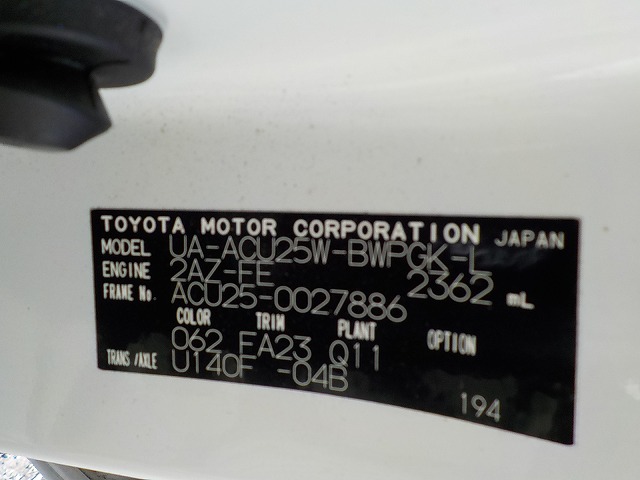 TOYOTA MOTOR CORPORATION JAPAN
MODEL UA-ACU25W-BWPGK-L
ENGINE 2AZ-FE 2362 mL
FRAME No. ACU25-0027886
COLOR TRIM PLANT OPTION
062 FA23 Q11
TRANS/AXLE U140F -04B
194